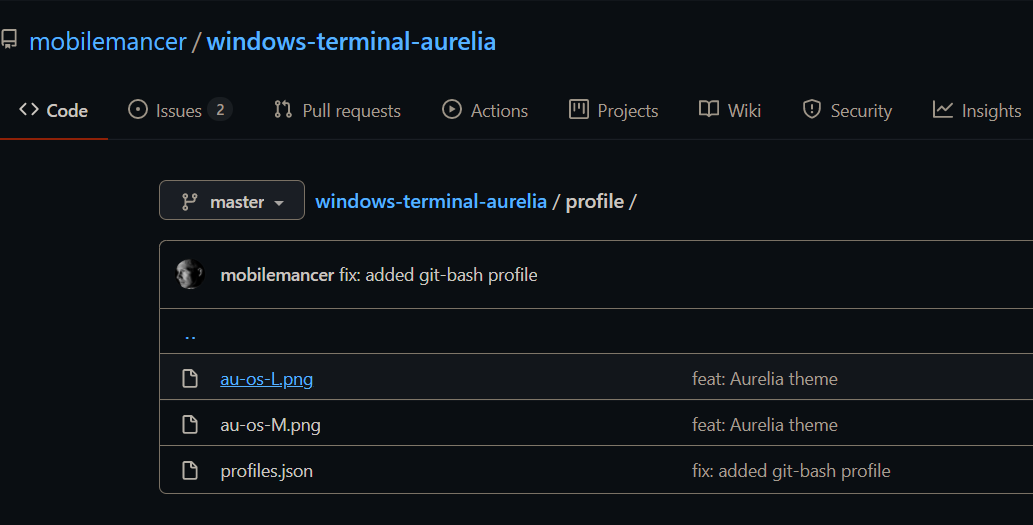 mobilemancer / windows-terminal-aurelia
Code Issues 2 Pull requests Actions Projects Wiki Security Insights
master windows-terminal-aurelia / profile /
mobilemancer fix: added git-bash profile
..
au-os-L.png feat: Aurelia theme
au-os-M.png feat: Aurelia theme
profiles.json fix: added git-bash profile